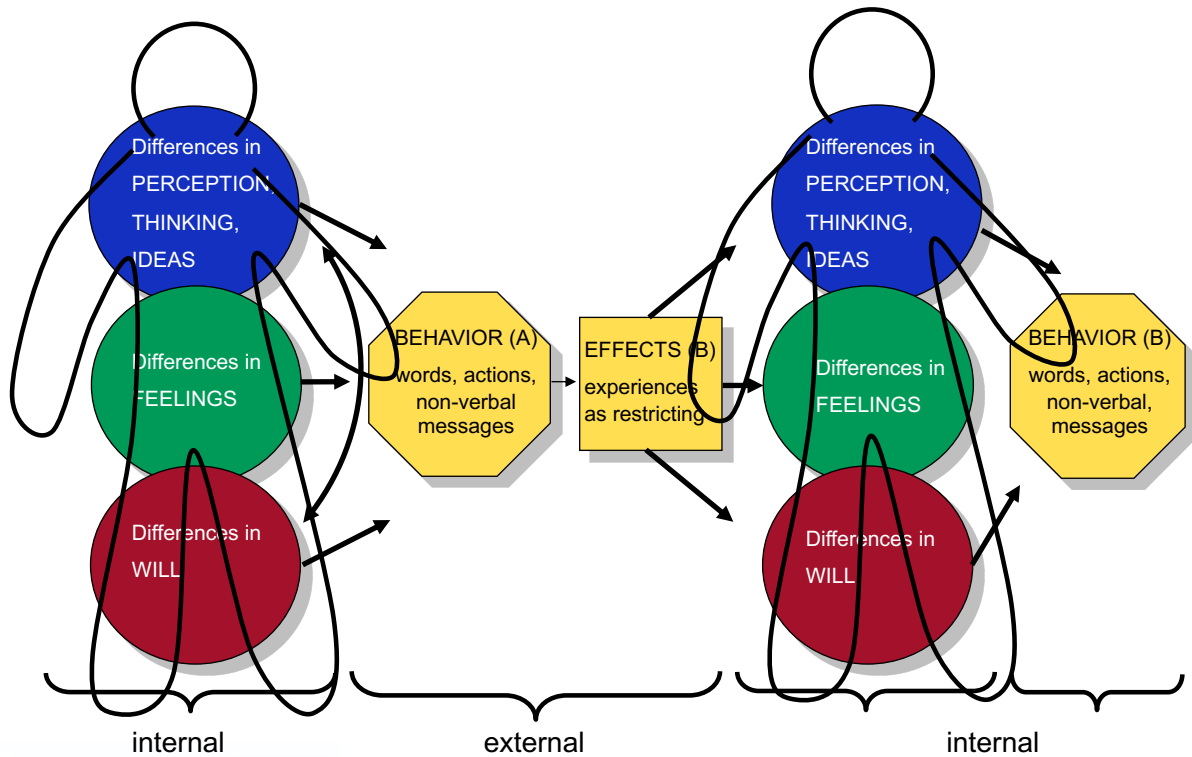 Differences in
PERCEPTION,
THINKING,
IDEAS
Differences in
FEELINGS
Differences in
WILL
BEHAVIOR (A)
words, actions,
non-verbal
messages
EFFECTS (B)
experiences
as restricting
Differences in
PERCEPTION,
THINKING,
IDEAS
Differences in
FEELINGS
Differences in
WILL
BEHAVIOR (B)
words, actions,
non-verbal,
messages
internal
external
internal